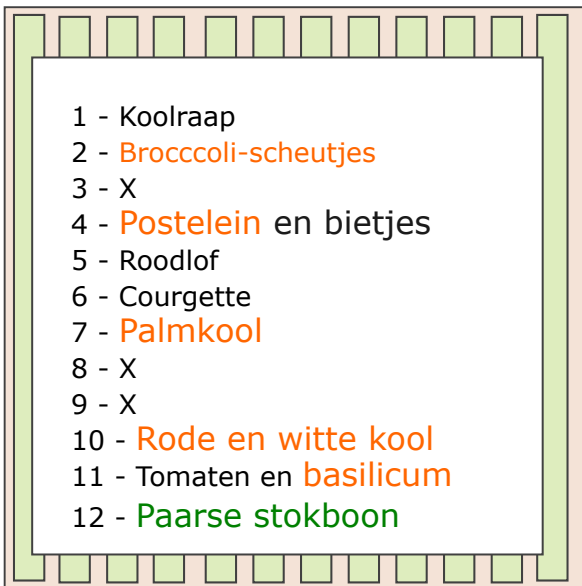 1 - Koolraap
2 - Brocccoli-scheutjes
3 - X
4 - Postelein en bietjes
5 - Roodlof
6 - Courgette
7 - Palmkool
8 - X
9 - X
10 - Rode en witte kool
11 - Tomaten en basilicum
12 - Paarse stokboon